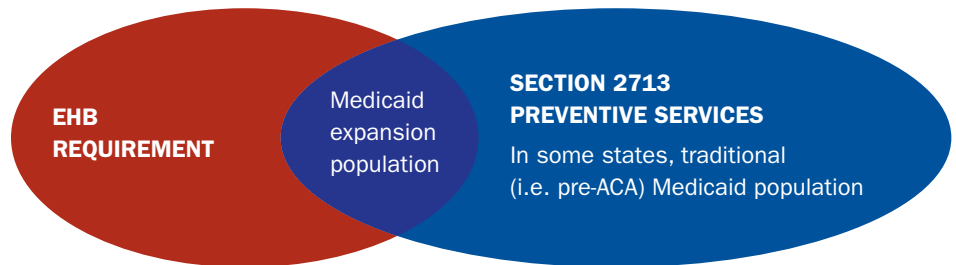 EHB
REQUIREMENT
Medicaid
expansion
population
SECTION 2713
PREVENTIVE SERVICES
In some states, traditional
(i.e. pre-ACA) Medicaid population